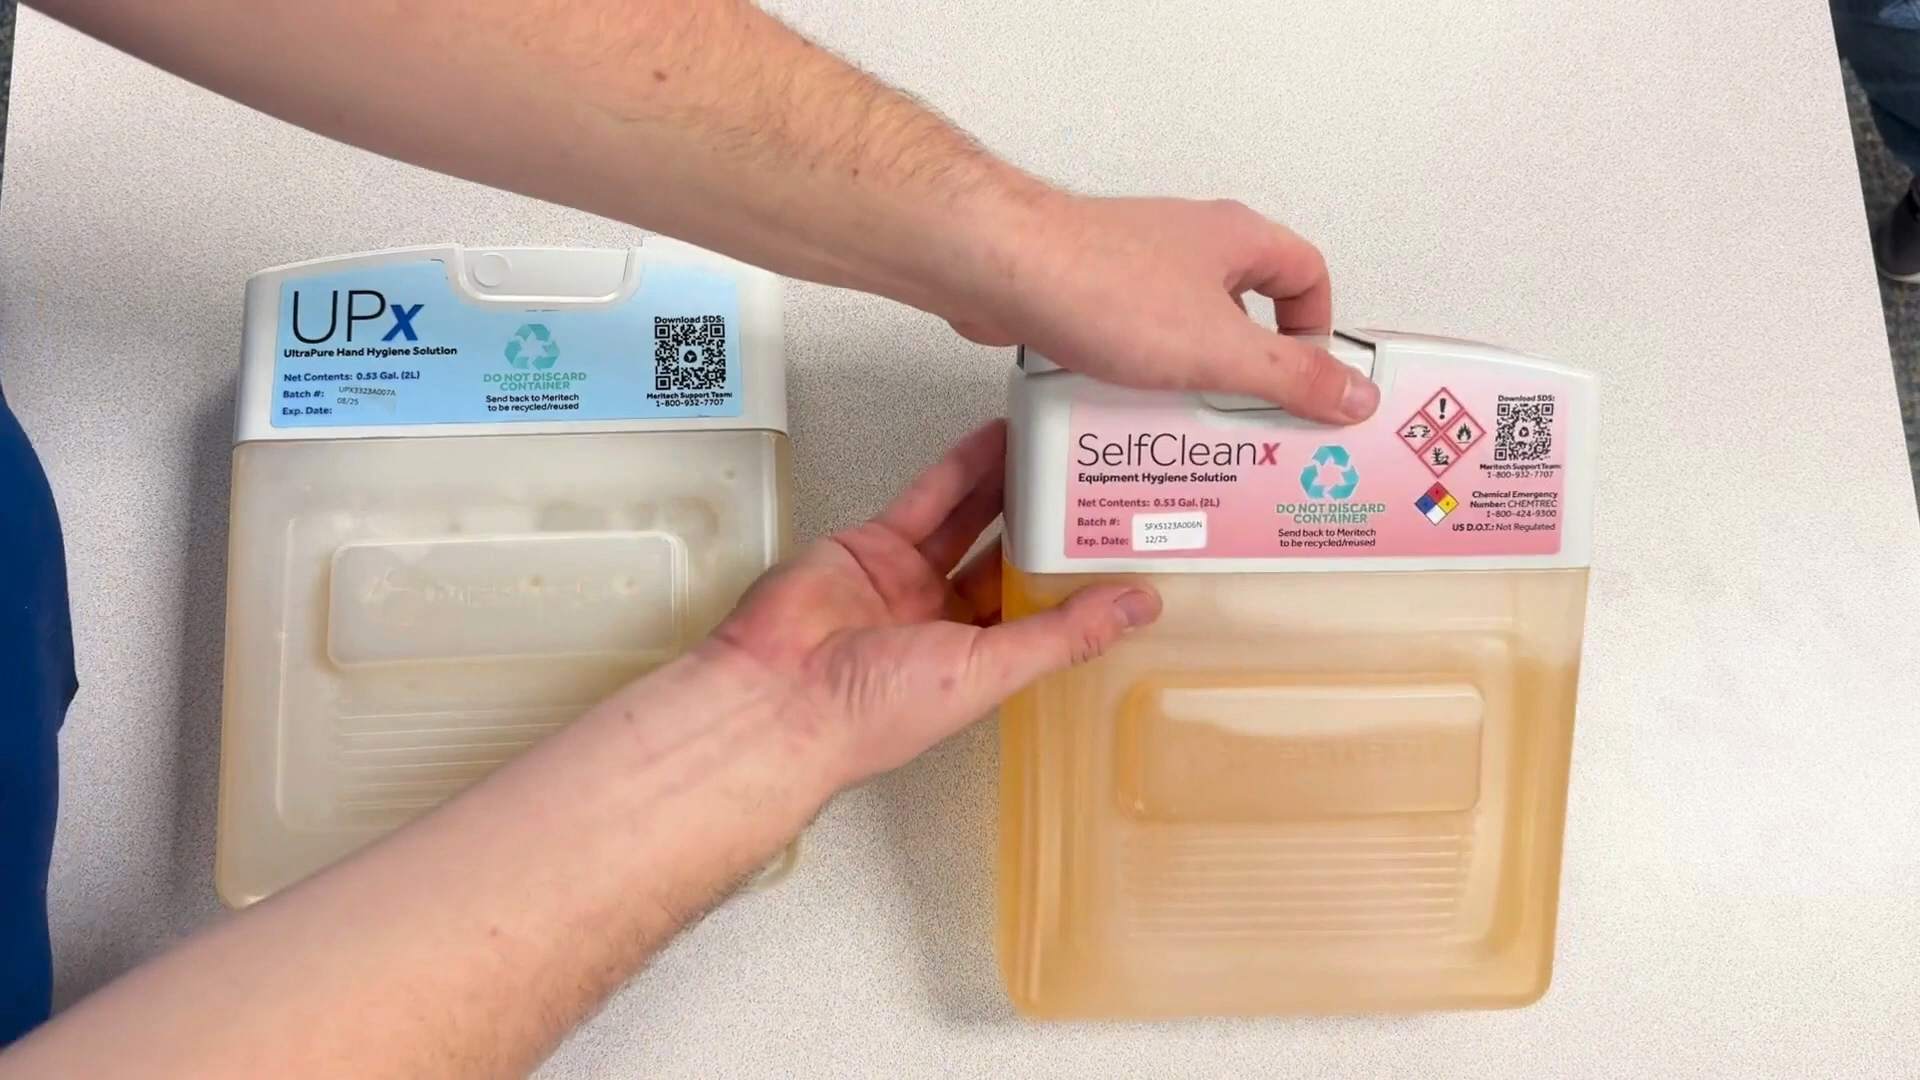 UPx
UltraPure Hand Hygiene Solution
Net Contents: 0.53 Gal. (2L)
Batch #: UPX3323A007A
Exp. Date: 08/25
DO NOT DISCARD
CONTAINER
Send back to Meritech
to be recycled/reused
Download SDS:
Meritech Support Team:
1-800-932-7707
SelfCleanx
Equipment Hygiene Solution
Net Contents: 0.53 Gal. (2L)
Batch #: SFX5123A006N
Exp. Date: 12/25
DO NOT DISCARD
CONTAINER
Send back to Meritech
to be recycled/reused
Download SDS:
Meritech Support Team:
1-800-932-7707
Chemical Emergency
Number: CHEMTREC
1-800-424-9300
US D.O.T.: Not Regulated